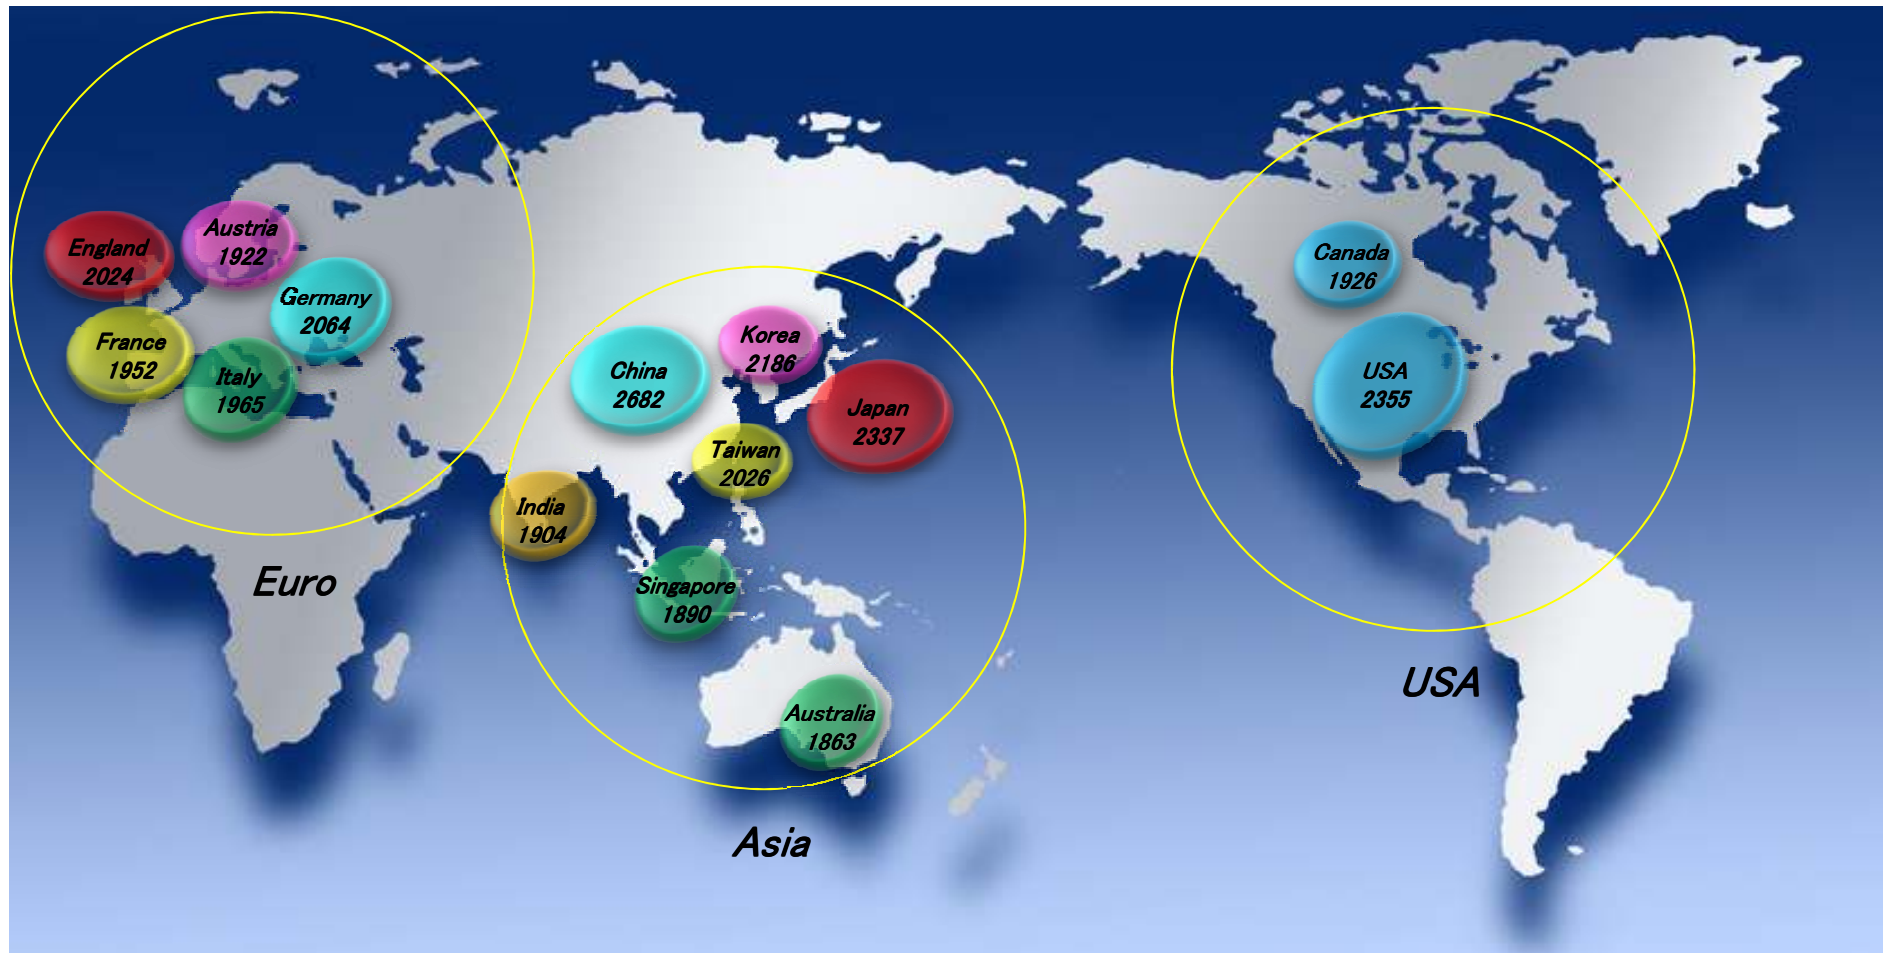 England
2024
Austria
1922
Germany
2064
France
1952
Italy
1965
Euro
China
2682
Korea
2186
Japan
2337
Taiwan
2026
India
1904
Singapore
1890
Australia
1863
Asia
Canada
1926
USA
2355
USA